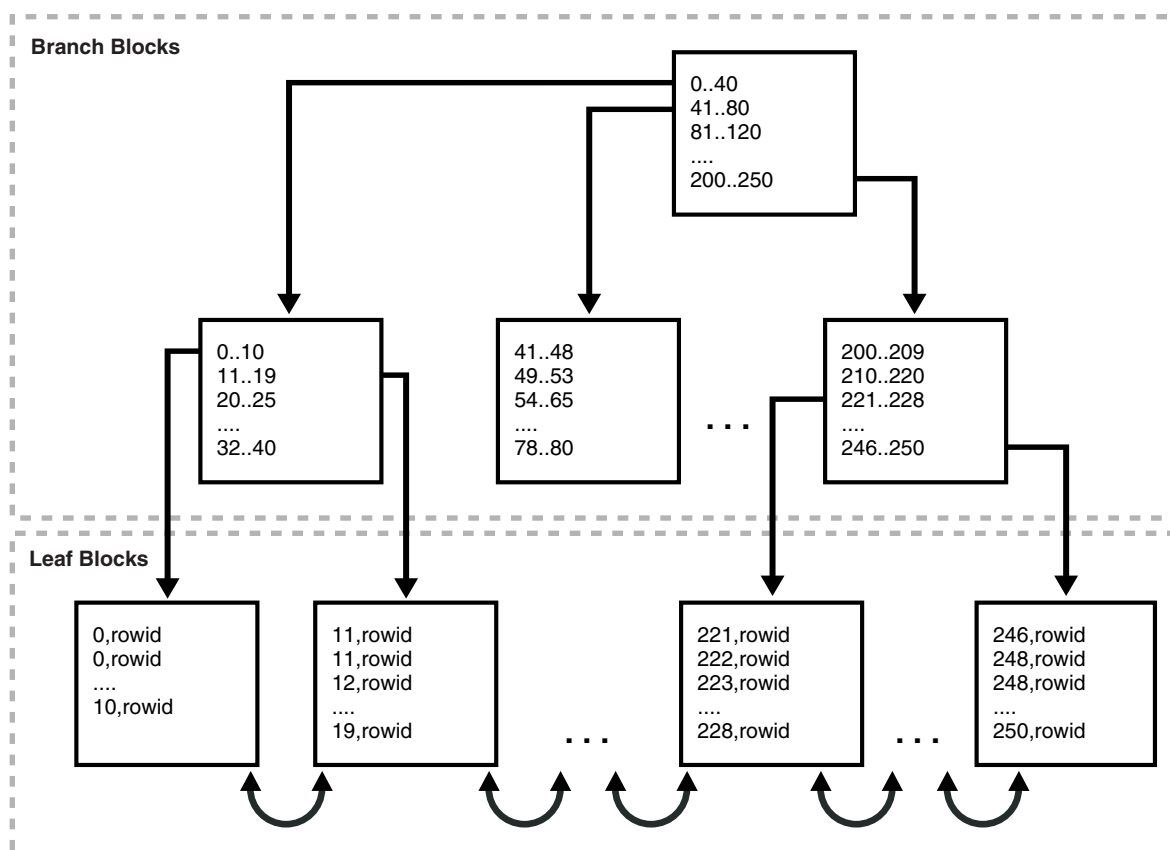 Branch Blocks
0..40
41..80
81..120
....
200..250
0..10
11..19
20..25
....
32..40
41..48
49..53
54..65
....
78..80
. . .
200..209
210..220
221..228
....
246..250
Leaf Blocks
0,rowid
0,rowid
....
10,rowid
11,rowid
11,rowid
12,rowid
....
19,rowid
. . .
221,rowid
222,rowid
223,rowid
....
228,rowid
. . .
246,rowid
248,rowid
248,rowid
....
250,rowid